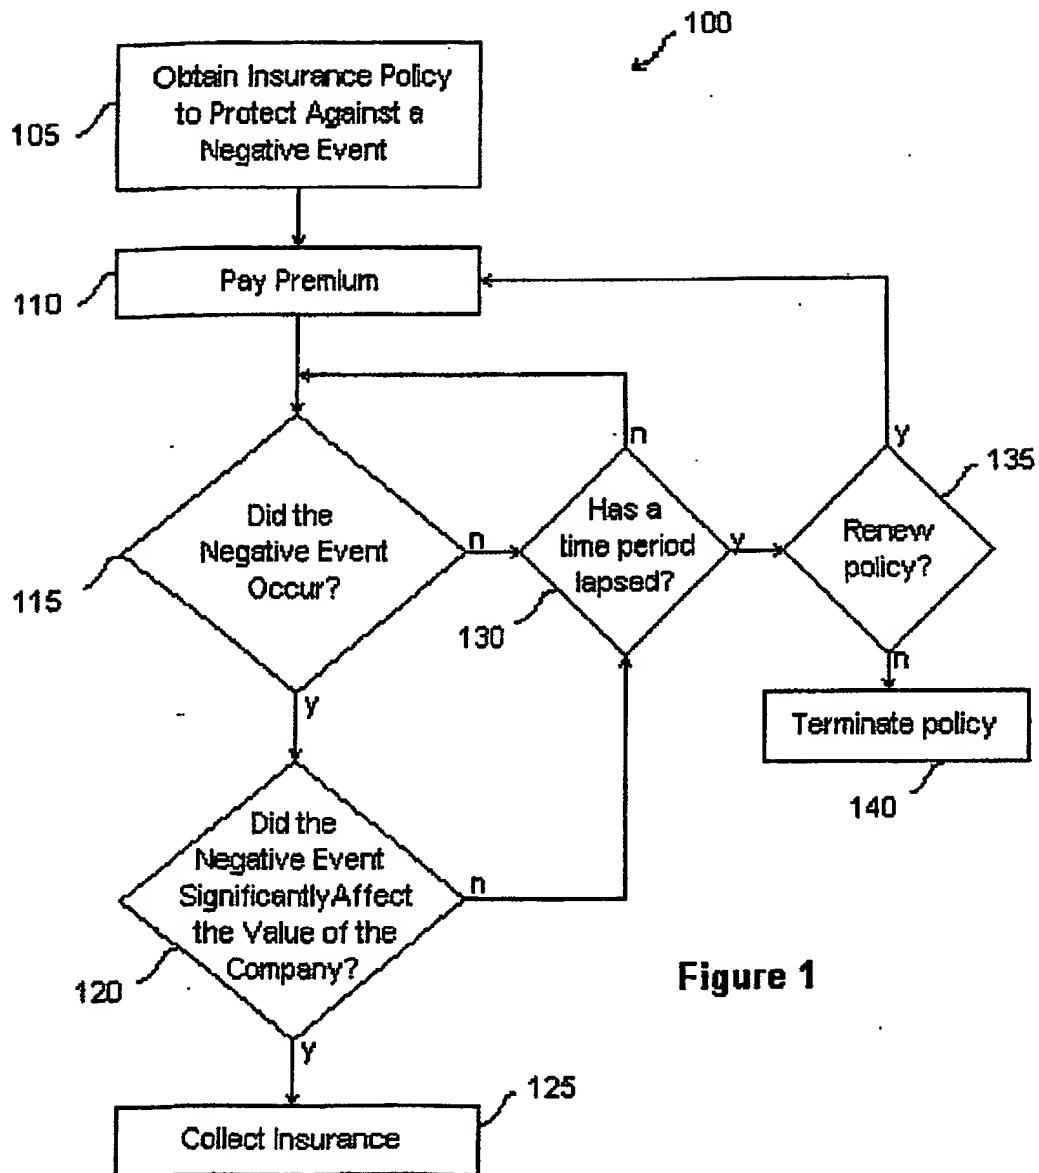 100
Obtain Insurance Policy
to Protect Against a
Negative Event
105
Pay Premium
110
n
y
135
Did the
Negative Event
Occur?
n
Has a
time period
lapsed?
y
Renew
policy?
115
130
n
y
Terminate policy
140
Did the
Negative Event
Significantly Affect
the Value of the
Company?
n
120
Figure 1
y
125
Collect Insurance